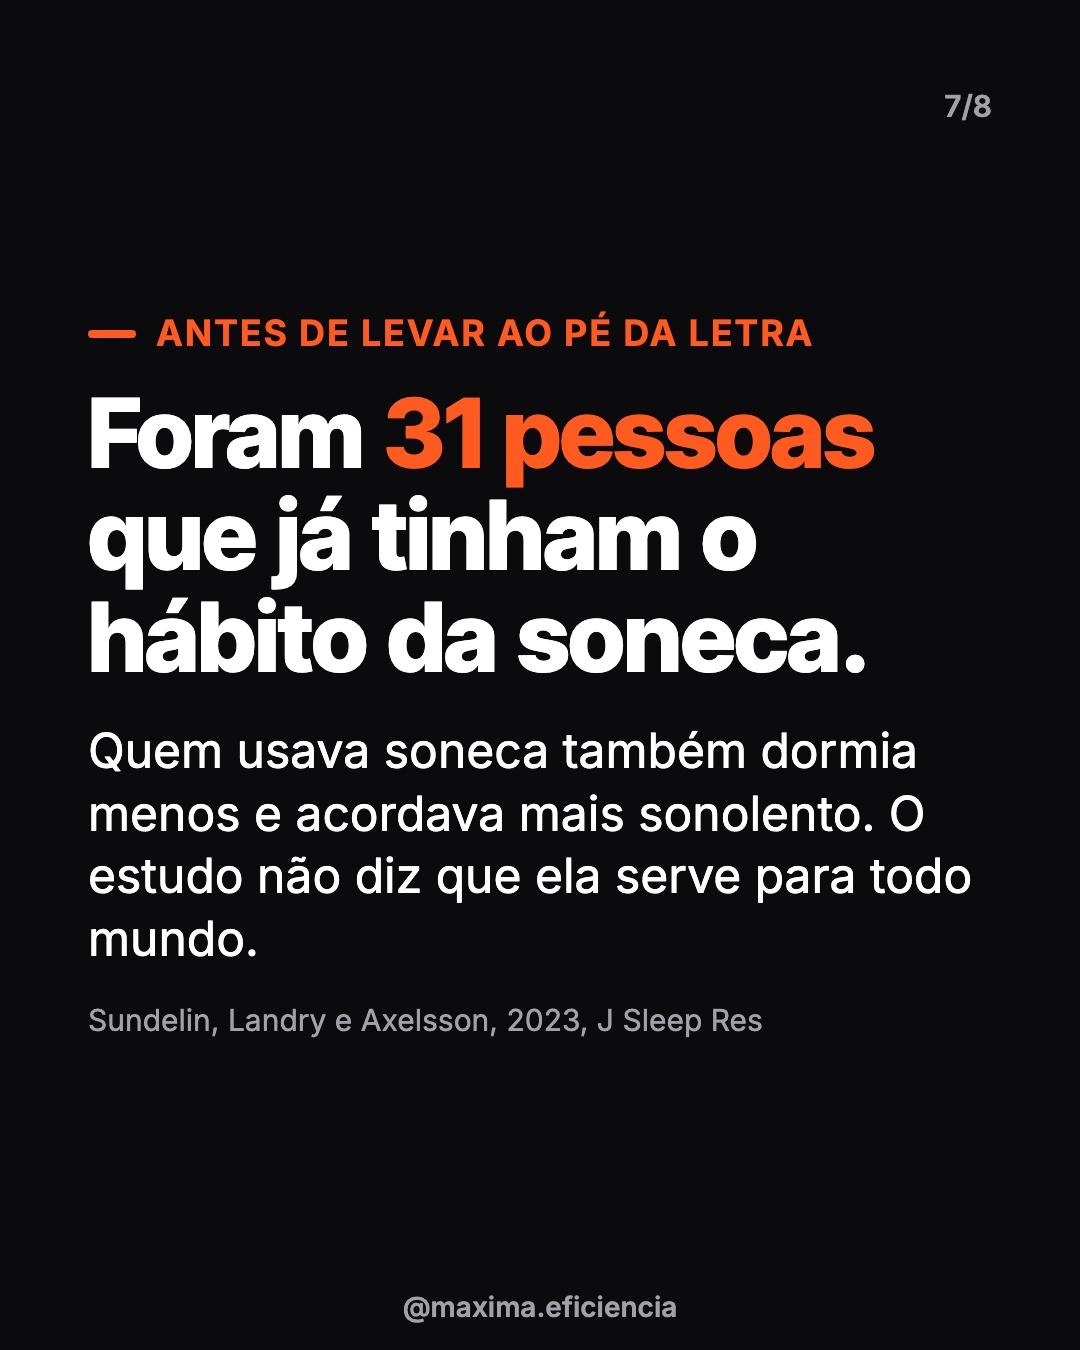 7/8
ANTES DE LEVAR AO PÉ DA LETRA
Foram 31 pessoas
que já tinham o
hábito da soneca.
Quem usava soneca também dormia
menos e acordava mais sonolento. O
estudo não diz que ela serve para todo
mundo.
Sundelin, Landry e Axelsson, 2023, J Sleep Res
@maxima.eficiencia